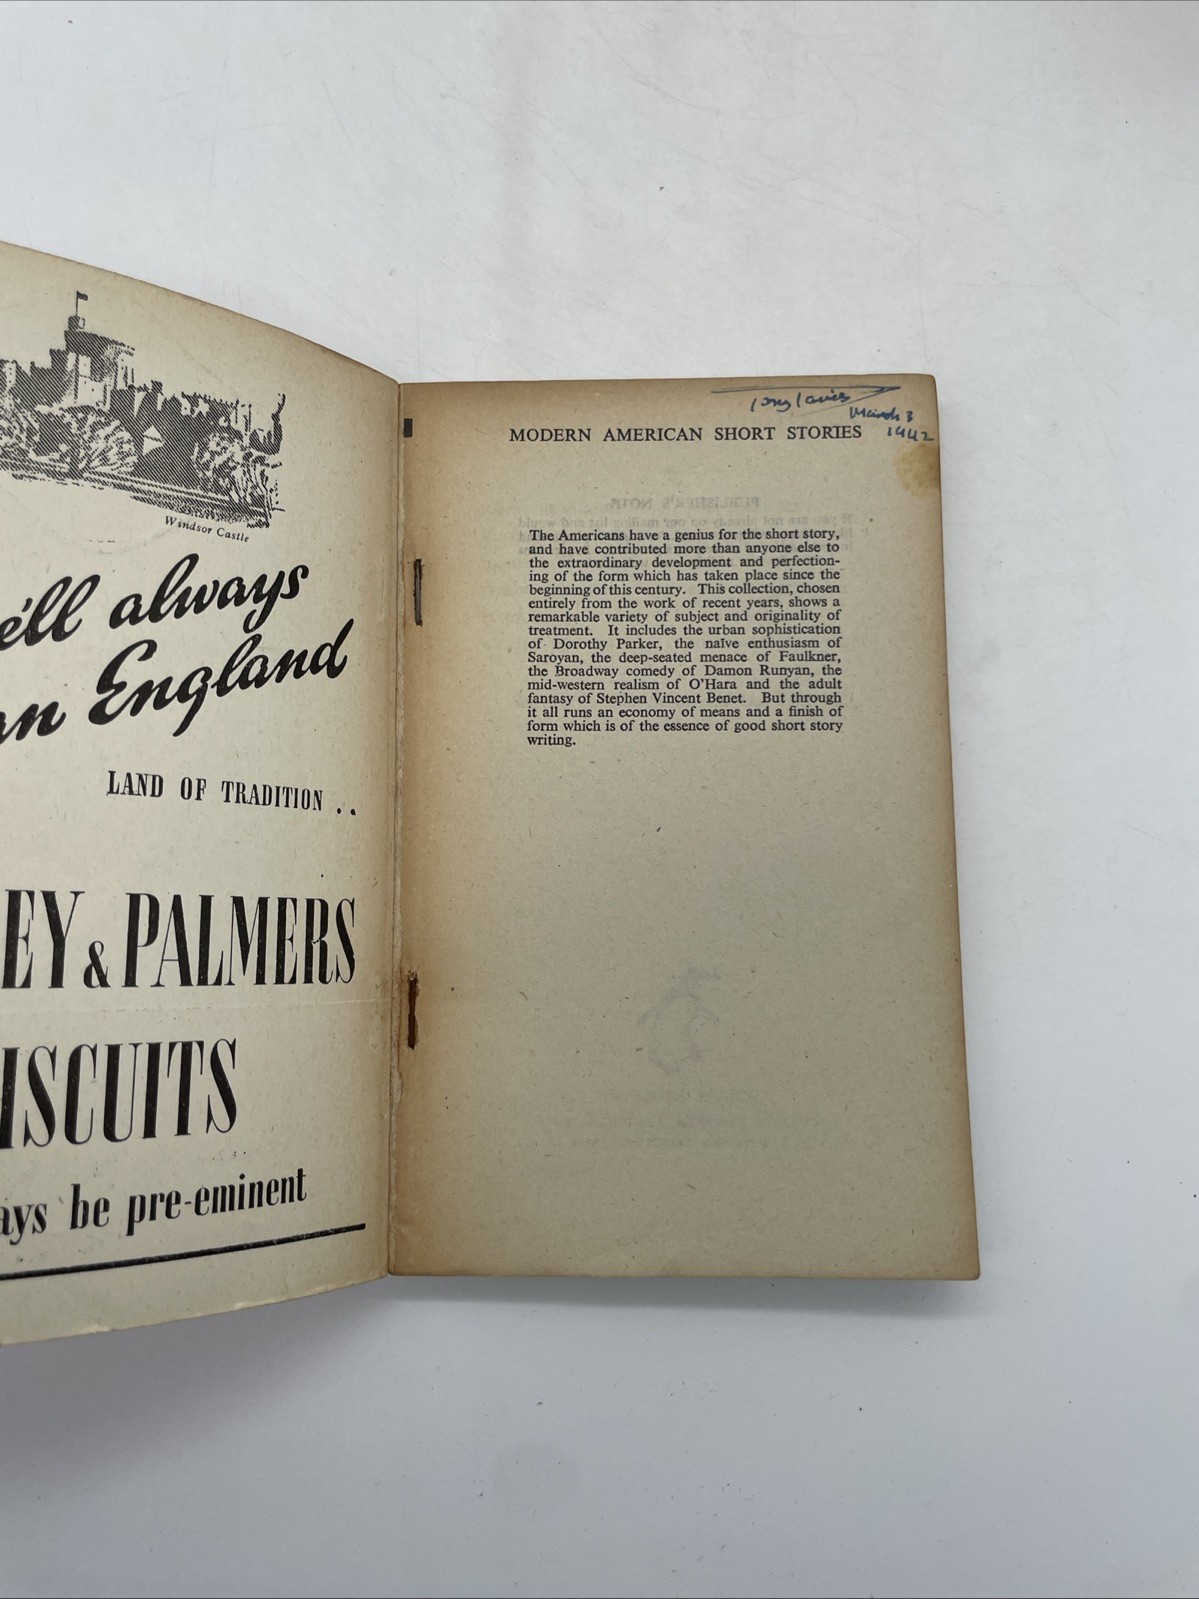 Windsor Castle
e'll always
an England
LAND OF TRADITION . .
EY & PALMERS
ISCUITS
ays be pre-eminent
March 3
1942
MODERN AMERICAN SHORT STORIES
PUBLISHER'S NOTE
The Americans have a genius for the short story,
and have contributed more than anyone else to
the extraordinary development and perfection-
ing of the form which has taken place since the
beginning of this century. This collection, chosen
entirely from the work of recent years, shows a
remarkable variety of subject and originality of
treatment. It includes the urban sophistication
of Dorothy Parker, the naïve enthusiasm of
Saroyan, the deep-seated menace of Faulkner,
the Broadway comedy of Damon Runyan, the
mid-western realism of O'Hara and the adult
fantasy of Stephen Vincent Benet. But through
it all runs an economy of means and a finish of
form which is of the essence of good short story
writing.